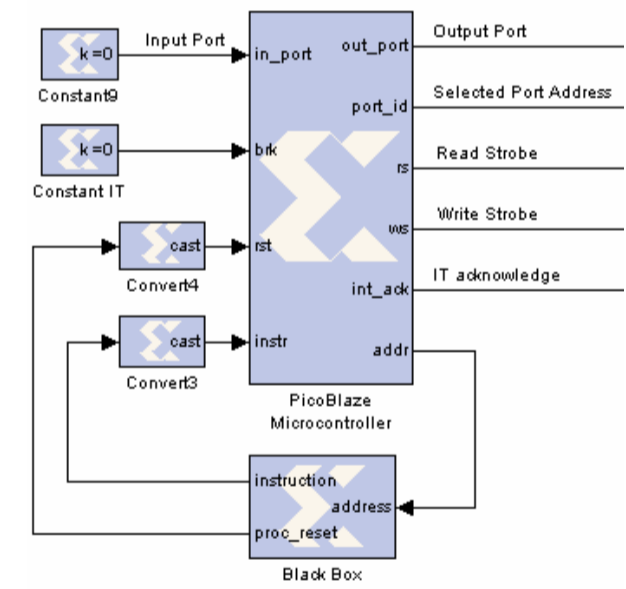 Input Port
k=0
Constant9
k=0
Constant IT
cast
Convert4
cast
Convert3
in_port
brk
rst
instr
out_port
port_id
rs
ws
int_ack
addr
PicoBlaze
Microcontroller
Output Port
Selected Port Address
Read Strobe
Write Strobe
IT acknowledge
instruction
address
proc_reset
Black Box